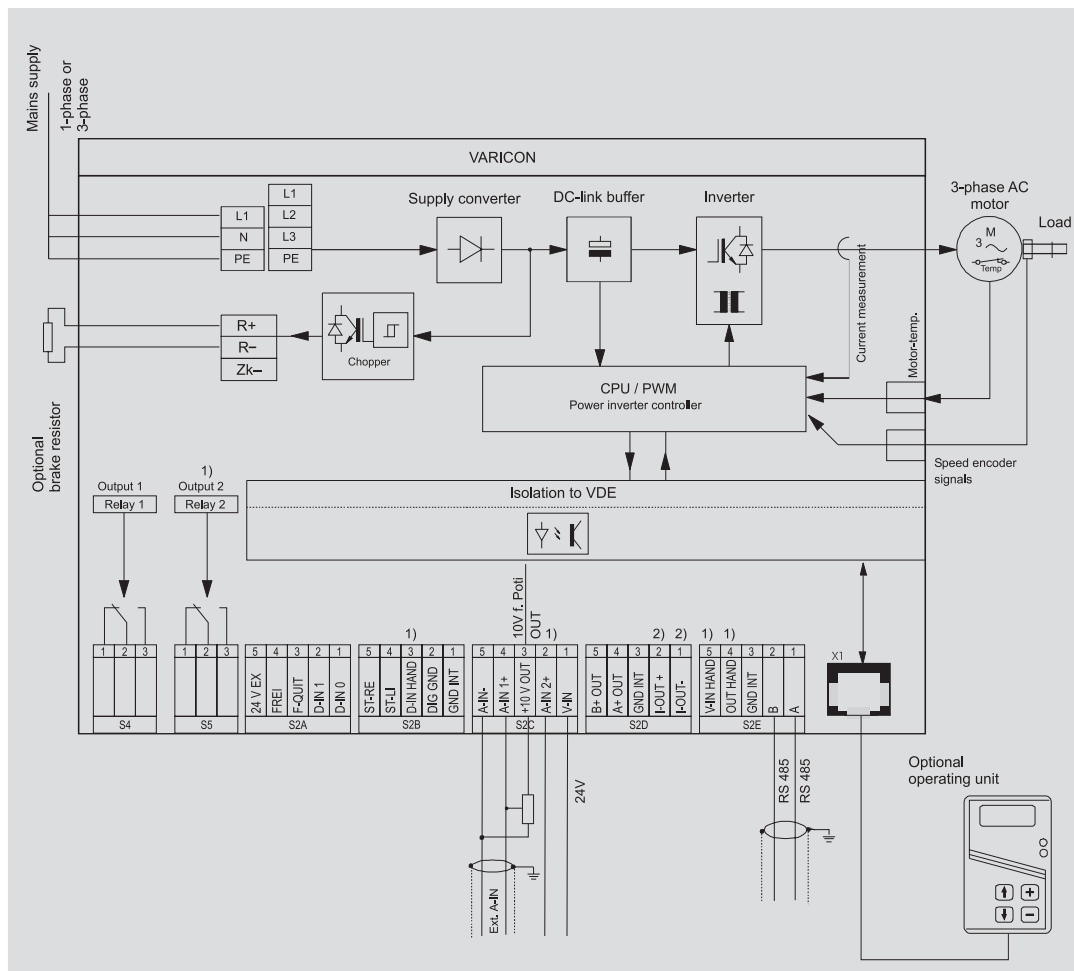 Mains supply
1-phase or
3-phase
VARICON
L1
N
PE
L1
L2
L3
PE
Supply converter
DC-link buffer
Inverter
3-phase AC
motor
Load
M
3
Temp
Current measurement
Motor-temp.
R+
R–
Zk–
Chopper
CPU / PWM
Power inverter controller
Speed encoder
signals
Optional
brake resistor
Output 1
Relay 1
1)
Output 2
Relay 2
Isolation to VDE
10V f. Poti
OUT
1 2 3
S4
1 2 3
S5
5 4 3 2 1
24 V EX
FREI
F-QUIT
D-IN 1
D-IN 0
S2A
1)
5 4 3 2 1
ST-RE
ST-LI
D-IN HAND
DIG GND
GND INT
S2B
1)
5 4 3 2 1
A-IN-
A-IN 1+
+10 V OUT
A-IN 2+
V-IN
S2C
2) 2)
5 4 3 2 1
B+ OUT
A+ OUT
GND INT
I-OUT +
I-OUT-
S2D
1) 1)
5 4 3 2 1
V-IN HAND
OUT HAND
GND INT
B
A
S2E
X1
24V
Ext. A-IN
RS 485
RS 485
Optional
operating unit